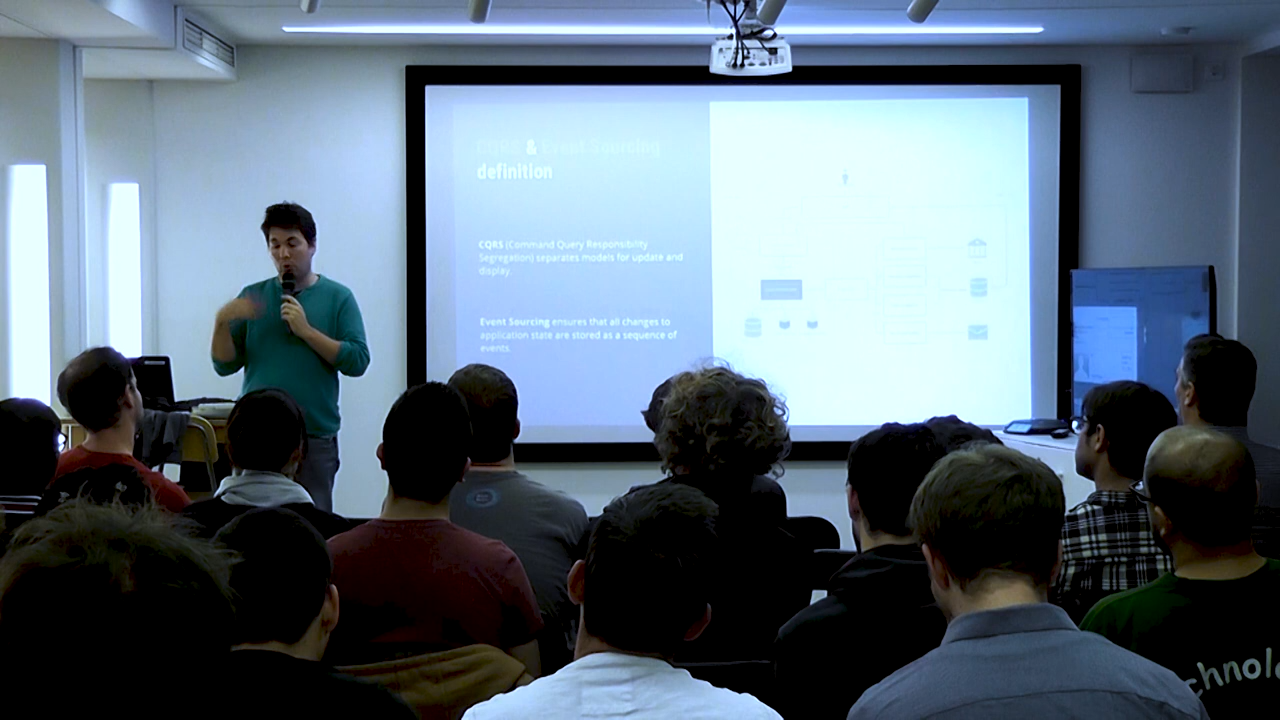 CQRS & Event Sourcing
definition
CQRS (Command Query Responsibility
Segregation) separates models for update and
display.
Event Sourcing ensures that all changes to
application state are stored as a sequence of
events.
chnolo